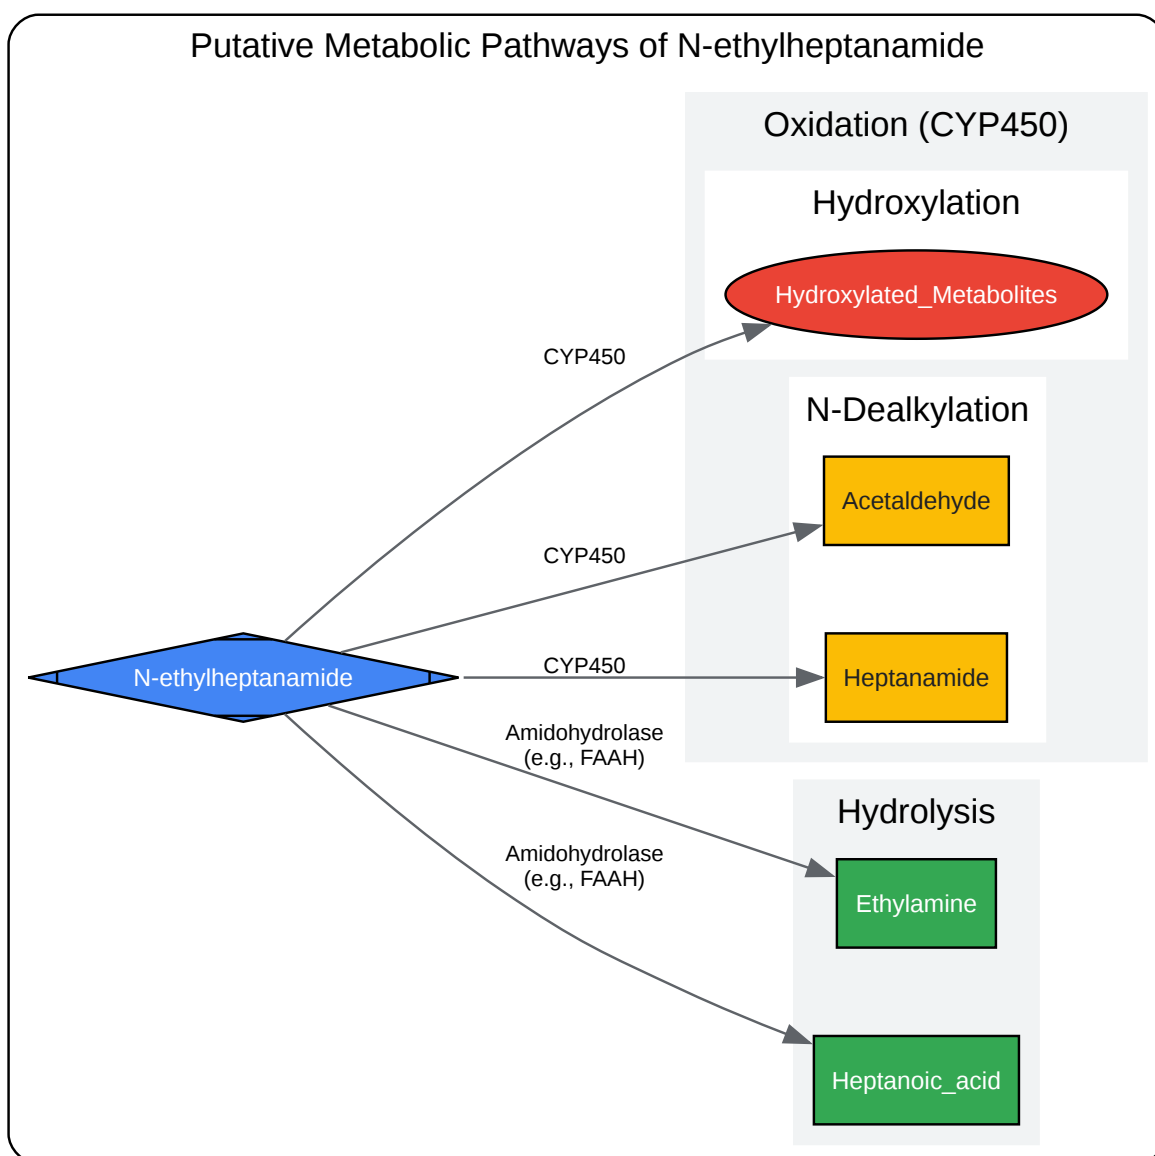 Putative Metabolic Pathways of N-ethylheptanamide
Oxidation (CYP450)
Hydroxylation
Hydroxylated_Metabolites
CYP450
N-Dealkylation
Acetaldehyde
CYP450
N-ethylheptanamide
CYP450
Heptanamide
Amidohydrolase
(e.g., FAAH)
Hydrolysis
Ethylamine
Amidohydrolase
(e.g., FAAH)
Heptanoic_acid